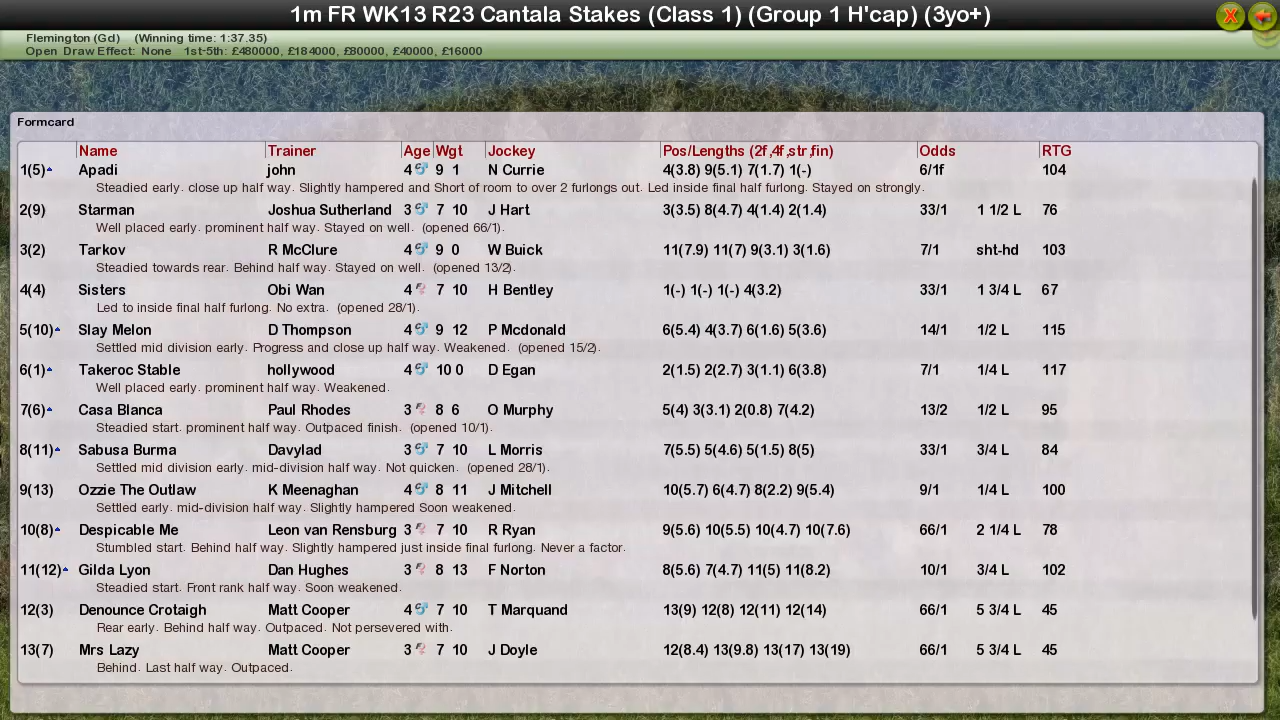 1m FR WK13 R23 Cantala Stakes (Class 1) (Group 1 H'cap) (3yo+)
Flemington (Gd) (Winning time: 1:37.35)
Open Draw Effect: None 1st-5th: £480000, £184000, £80000, £40000, £16000
Formcard
Name Trainer Age Wgt Jockey Pos/Lengths (2f,4f,str,fin) Odds RTG
1(5) Apadi john 4 9 1 N Currie 4(3.8) 9(5.1) 7(1.7) 1(-) 6/1f 104
Steadied early. close up half way. Slightly hampered and Short of room to over 2 furlongs out. Led inside final half furlong. Stayed on strongly.
2(9) Starman Joshua Sutherland 3 7 10 J Hart 3(3.5) 8(4.7) 4(1.4) 2(1.4) 33/1 1 1/2 L 76
Well placed early. prominent half way. Stayed on well. (opened 66/1).
3(2) Tarkov R McClure 4 9 0 W Buick 11(7.9) 11(7) 9(3.1) 3(1.6) 7/1 sht-hd 103
Steadied towards rear. Behind half way. Stayed on well. (opened 13/2).
4(4) Sisters Obi Wan 4 7 10 H Bentley 1(-) 1(-) 1(-) 4(3.2) 33/1 1 3/4 L 67
Led to inside final half furlong. No extra. (opened 28/1).
5(10) Slay Melon D Thompson 4 9 12 P Mcdonald 6(5.4) 4(3.7) 6(1.6) 5(3.6) 14/1 1/2 L 115
Settled mid division early. Progress and close up half way. Weakened. (opened 15/2).
6(1) Takeroc Stable hollywood 4 10 0 D Egan 2(1.5) 2(2.7) 3(1.1) 6(3.8) 7/1 1/4 L 117
Well placed early. prominent half way. Weakened.
7(6) Casa Blanca Paul Rhodes 3 8 6 O Murphy 5(4) 3(3.1) 2(0.8) 7(4.2) 13/2 1/2 L 95
Steadied start. prominent half way. Outpaced finish. (opened 10/1).
8(11) Sabusa Burma Davylad 3 7 10 L Morris 7(5.5) 5(4.6) 5(1.5) 8(5) 33/1 3/4 L 84
Settled mid division early. mid-division half way. Not quicken. (opened 28/1).
9(13) Ozzie The Outlaw K Meenaghan 4 8 11 J Mitchell 10(5.7) 6(4.7) 8(2.2) 9(5.4) 9/1 1/4 L 100
Settled early. mid-division half way. Slightly hampered Soon weakened.
10(8) Despicable Me Leon van Rensburg 3 7 10 R Ryan 9(5.6) 10(5.5) 10(4.7) 10(7.6) 66/1 2 1/4 L 78
Stumbled start. Behind half way. Slightly hampered just inside final furlong. Never a factor.
11(12) Gilda Lyon Dan Hughes 3 8 13 F Norton 8(5.6) 7(4.7) 11(5) 11(8.2) 10/1 3/4 L 102
Steadied start. Front rank half way. Soon weakened.
12(3) Denounce Crotaigh Matt Cooper 4 7 10 T Marquand 13(9) 12(8) 12(11) 12(14) 66/1 5 3/4 L 45
Rear early. Behind half way. Outpaced. Not persevered with.
13(7) Mrs Lazy Matt Cooper 3 7 10 J Doyle 12(8.4) 13(9.8) 13(17) 13(19) 66/1 5 3/4 L 45
Behind. Last half way. Outpaced.